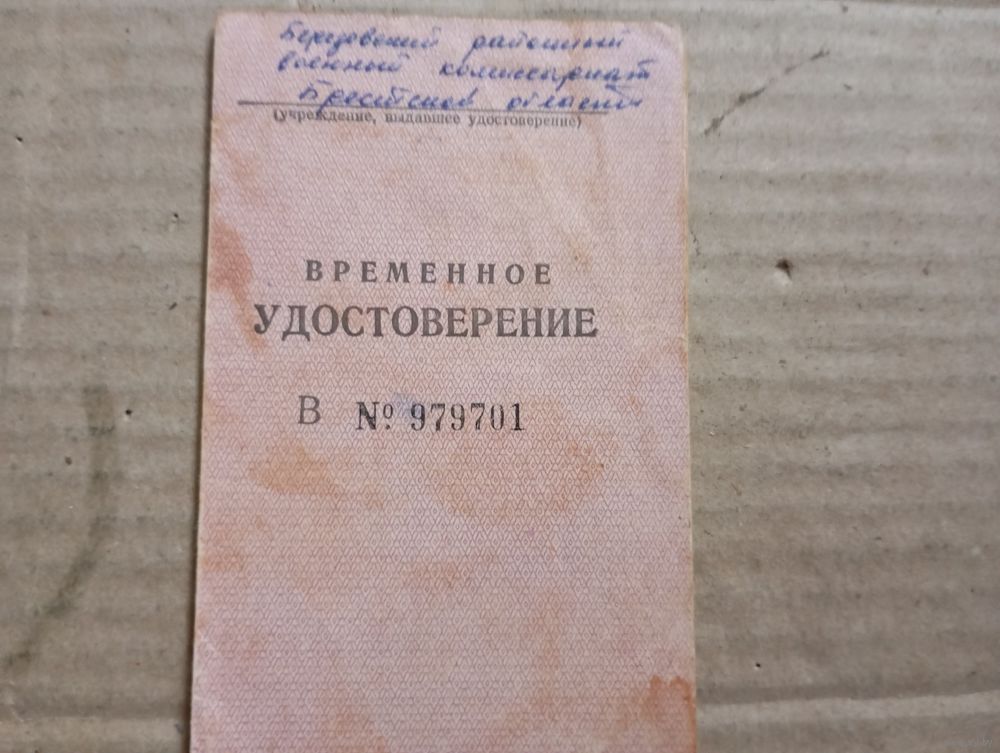 Березовский районный
военный комиссариат
Брестской области
(учреждение, выдавшее удостоверение)
ВРЕМЕННОЕ
УДОСТОВЕРЕНИЕ
В № 979701